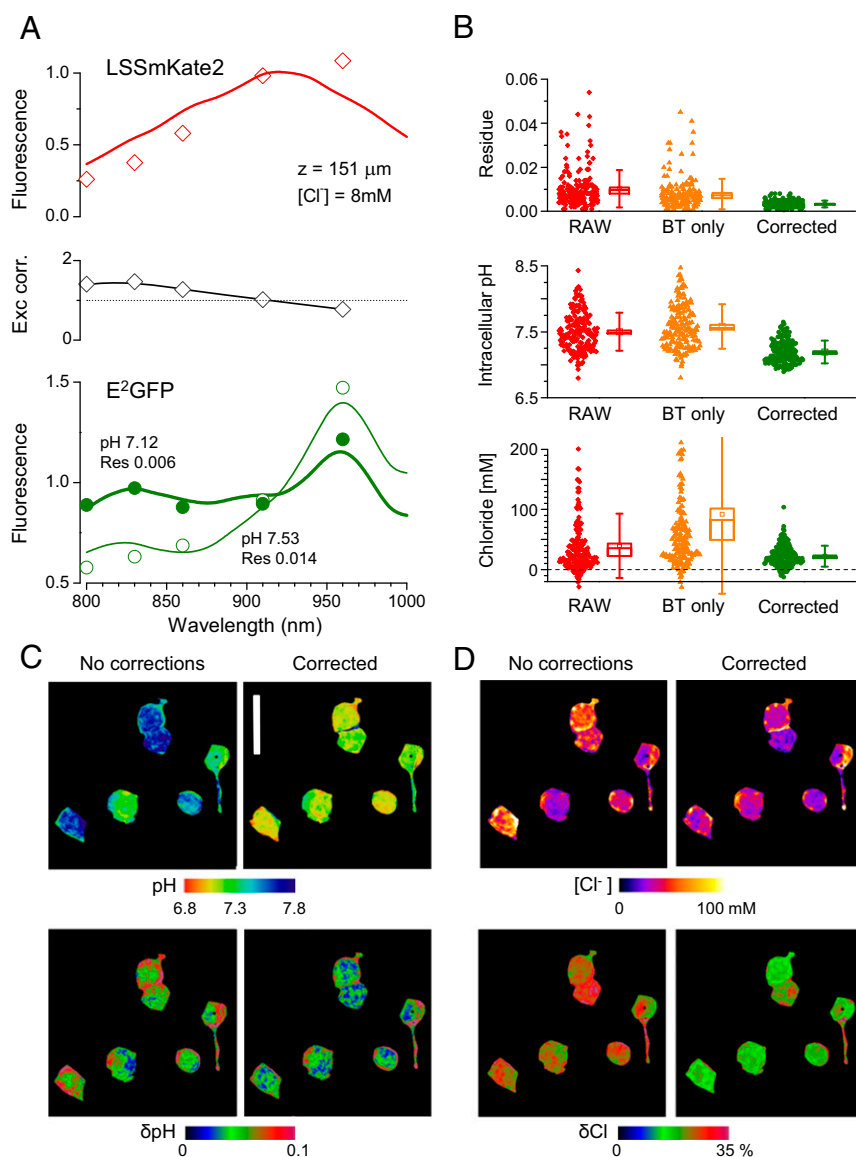 A
LSSmKate2
Fluorescence
1.0
0.5
0.0
z = 151 μm
[Cl⁻] = 8mM
Exc corr.
2
0
E²GFP
Fluorescence
1.5
1.0
0.5
pH 7.12
Res 0.006
pH 7.53
Res 0.014
800 850 900 950 1000
Wavelength (nm)
B
Residue
0.06
0.04
0.02
0.00
RAW BT only Corrected
Intracellular pH
8.5
7.5
6.5
RAW BT only Corrected
Chloride [mM]
200
100
0
RAW BT only Corrected
C
No corrections Corrected
pH
6.8 7.3 7.8
δpH
0 0.1
D
No corrections Corrected
[Cl⁻]
0 100 mM
δCl
0 35 %